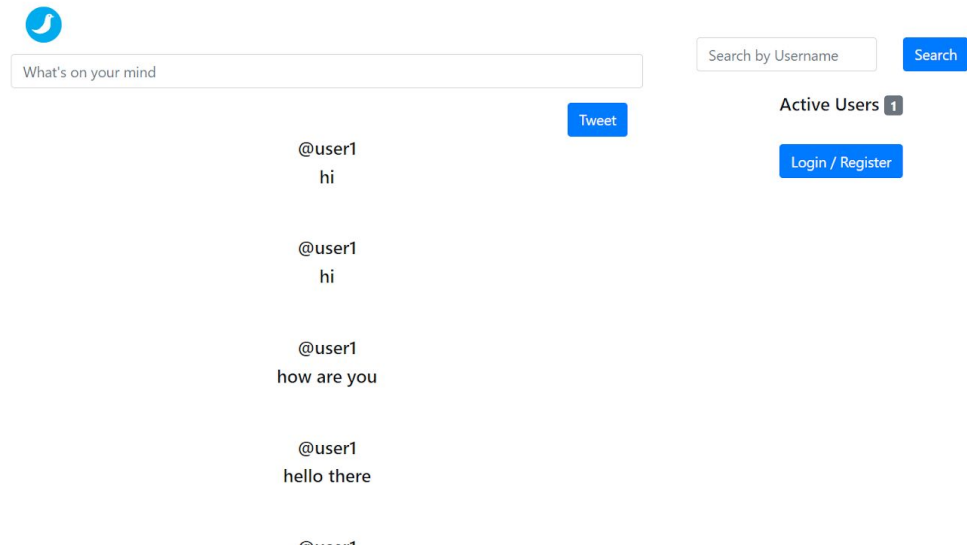 What's on your mind
Tweet
@user1
hi
@user1
hi
@user1
how are you
@user1
hello there
@user1
Search by Username
Search
Active Users 1
Login / Register